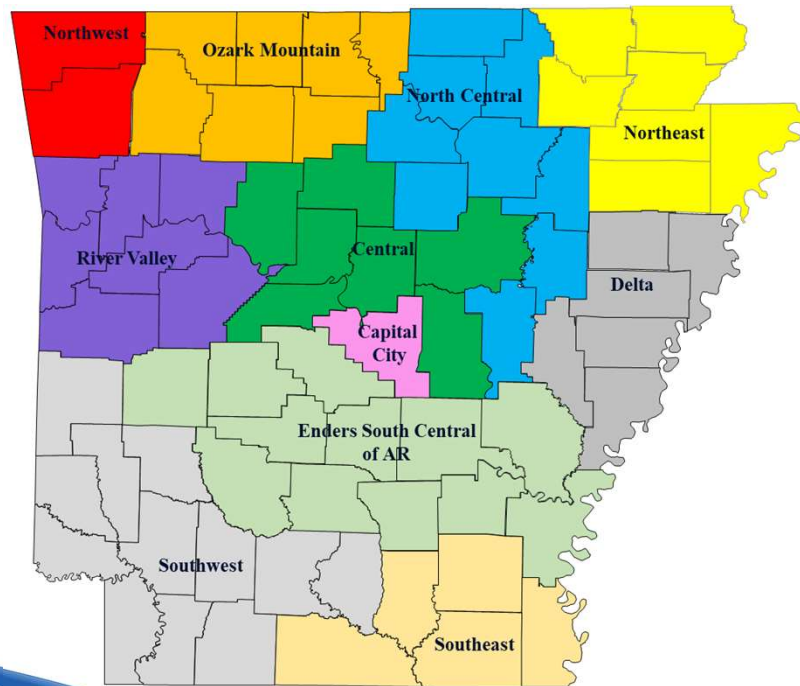 Northwest
Ozark Mountain
North Central
Northeast
River Valley
Central
Delta
Capital
City
Enders South Central
of AR
Southwest
Southeast